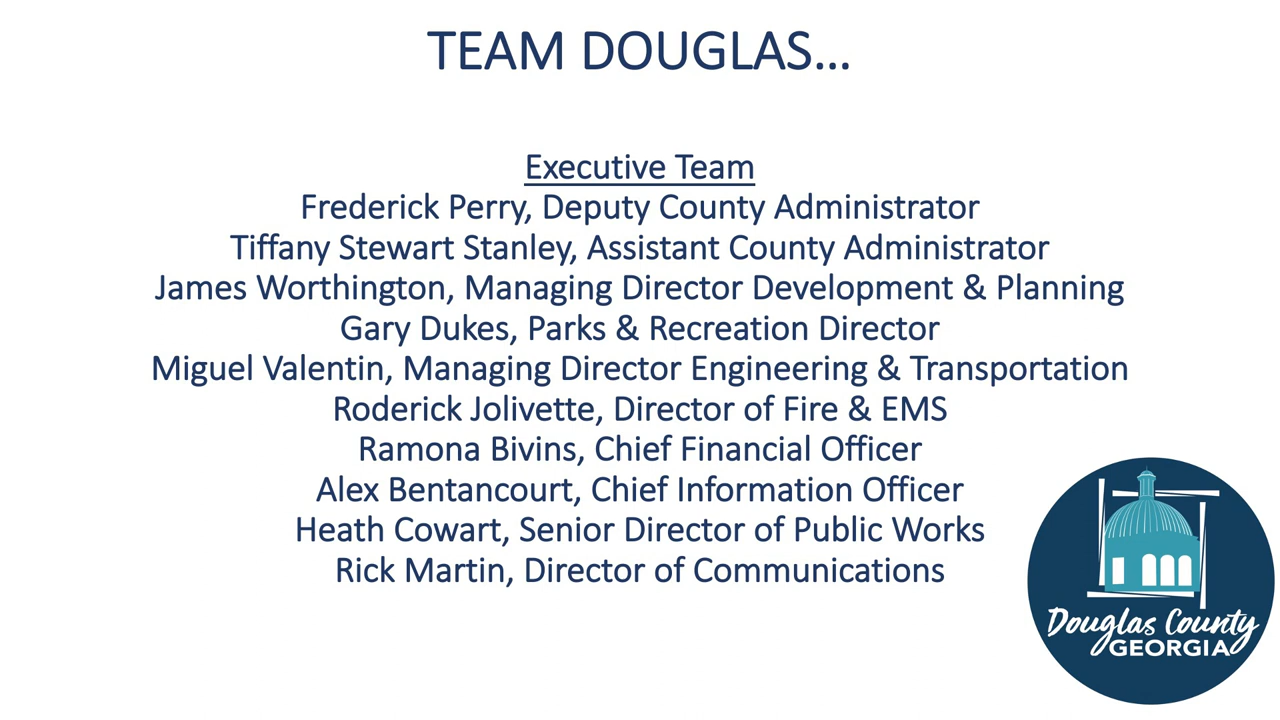 TEAM DOUGLAS...
Executive Team
Frederick Perry, Deputy County Administrator
Tiffany Stewart Stanley, Assistant County Administrator
James Worthington, Managing Director Development & Planning
Gary Dukes, Parks & Recreation Director
Miguel Valentin, Managing Director Engineering & Transportation
Roderick Jolivette, Director of Fire & EMS
Ramona Bivins, Chief Financial Officer
Alex Bentancourt, Chief Information Officer
Heath Cowart, Senior Director of Public Works
Rick Martin, Director of Communications
Douglas County
GEORGIA